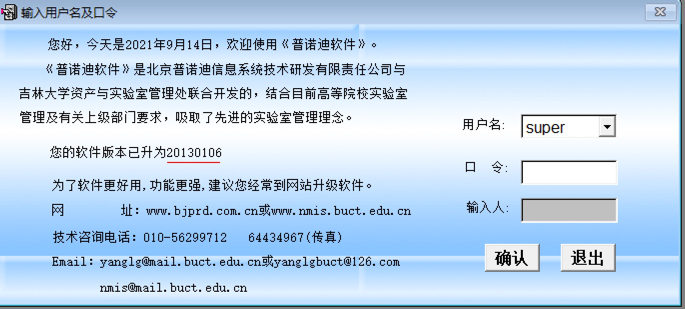 输入用户名及口令
您好，今天是2021年9月14日，欢迎使用《普诺迪软件》。
《普诺迪软件》是北京普诺迪信息系统技术研发有限责任公司与
吉林大学资产与实验室管理处联合开发的，结合目前高等院校实验室
管理及有关上级部门要求，吸取了先进的实验室管理理念。
您的软件版本已升为20130106
为了软件更好用,功能更强,建议您经常到网站升级软件。
网 址：www.bjprd.com.cn或www.nmis.buct.edu.cn
技术咨询电话：010-56299712 64434967(传真)
Email：yanglg@mail.buct.edu.cn或yanglgbuct@126.com
nmis@mail.buct.edu.cn
用户名: super
口 令:
输入人:
确认 退出